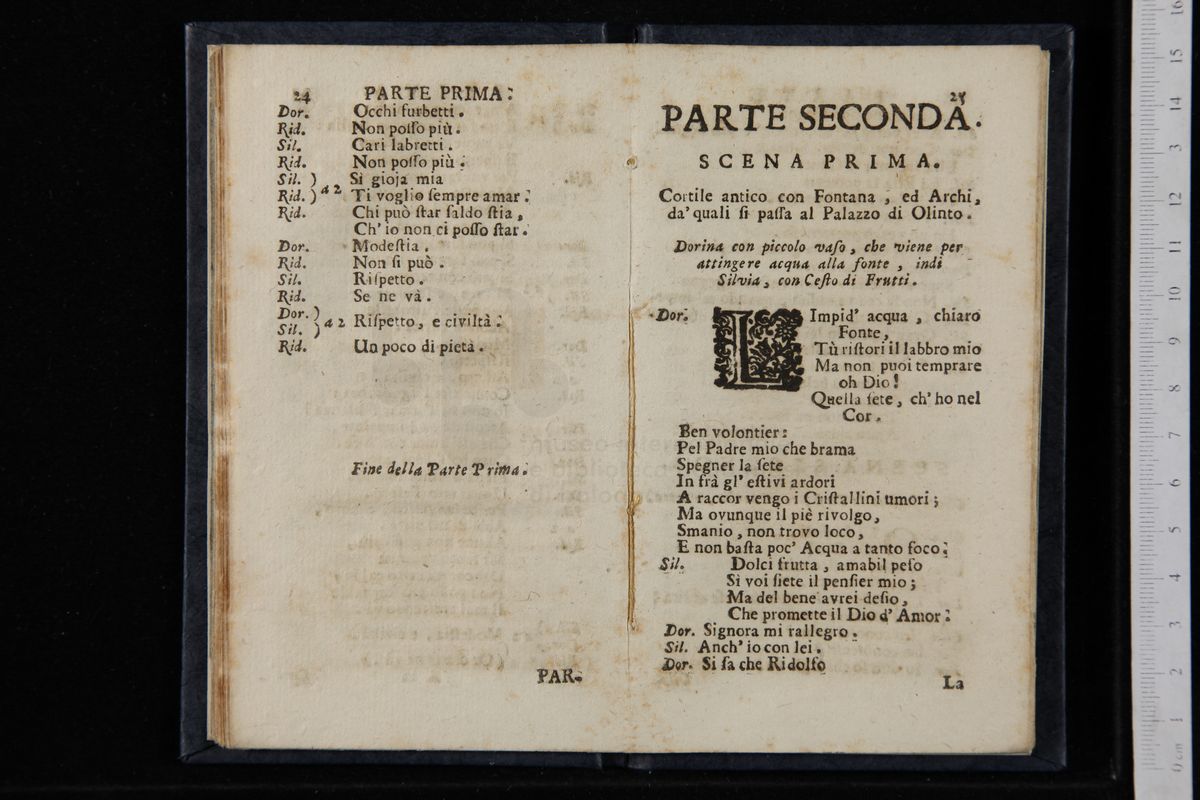 24 PARTE PRIMA:
Dor. Occhi furbetti.
Rid. Non poſſo più.
Sil. Cari labretti.
Rid. Non poſſo più:
Sil. ) Sì gioja mia
Rid. ) a 2 Ti voglio ſempre amar:
Rid. Chi può ſtar ſaldo ſtia,
Ch' io non ci poſſo ſtar.
Dor. Modeſtia.
Rid. Non ſi può.
Sil. Riſpetto.
Rid. Se ne và.
Dor. )
Sil. ) a 2 Riſpetto, e civiltà:
Rid. Un poco di pietà.
Fine della Parte Prima.
PAR-
25
PARTE SECONDA.
SCENA PRIMA.
Cortile antico con Fontana, ed Archi,
da' quali ſi paſſa al Palazzo di Olinto.
Dorina con piccolo vaſo, che viene per
attingere acqua alla fonte, indi
Silvia, con Ceſto di Frutti.
Dor. LImpid' acqua, chiaro
Fonte,
Tù riſtori il labbro mio
Ma non puoi temprare
oh Dio!
Quella ſete, ch' ho nel
Cor.
Ben volontier:
Pel Padre mio che brama
Spegner la ſete
In frà gl' eſtivi ardori
A raccor vengo i Criſtallini umori;
Ma ovunque il piè rivolgo,
Smanio, non trovo loco,
E non baſta poc' Acqua a tanto foco:
Sil. Dolci frutta, amabil peſo
Sì voi ſiete il penſier mio;
Ma del bene avrei deſio,
Che promette il Dio d' Amor:
Dor. Signora mi rallegro.
Sil. Anch' io con lei.
Dor. Si ſa che Ridolfo
La